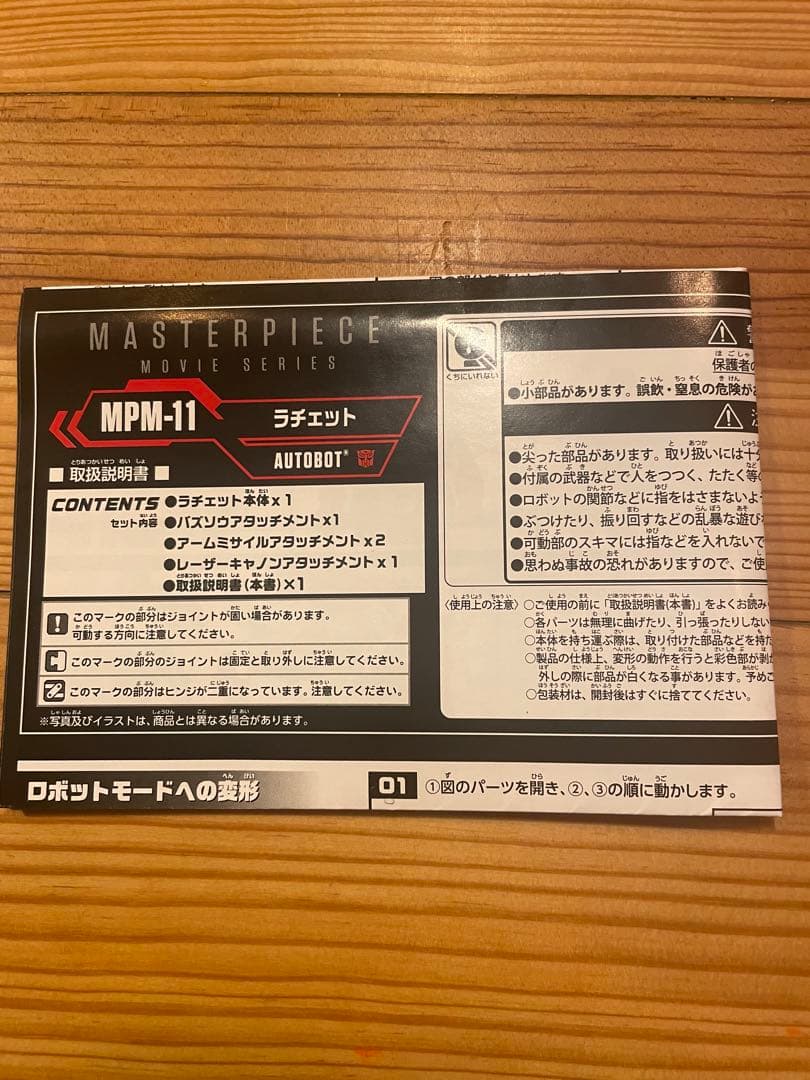 MASTERPIECE
MOVIE SERIES
MPM-11
ラチェット
AUTOBOT
■ 取扱説明書 ■
CONTENTS
セット内容
●ラチェット本体 x 1
●バズソウアタッチメント x1
●アームミサイルアタッチメント x 2
●レーザーキャノンアタッチメント x 1
●取扱説明書(本書)×1
このマークの部分はジョイントが固い場合があります。
可動する方向に注意してください。
このマークの部分のジョイントは固定と取り外しに注意してください。
このマークの部分はヒンジが二重になっています。注意してください。
※写真及びイラストは、商品とは異なる場合があります。
くちにいれない
保護者の
●小部品があります。誤飲・窒息の危険が
●尖った部品があります。取り扱いには十
●付属の武器などで人をつつく、たたく等
●ロボットの関節などに指をはさまないよ
●ぶつけたり、振り回すなどの乱暴な遊び
●可動部のスキマには指などを入れないで
●思わぬ事故の恐れがありますので、ご使
〈使用上の注意〉
○ご使用の前に「取扱説明書(本書)」をよくお読み
○各パーツは無理に曲げたり、引っ張ったりしない
○本体を持ち運ぶ際は、取り付けた部品などを持た
○製品の仕様上、変形の動作を行うと彩色部が剥
外しの際に部品が白くなる事があります。予めご
○包装材は、開封後はすぐに捨ててください。
ロボットモードへの変形
01
①図のパーツを開き、②、③の順に動かします。